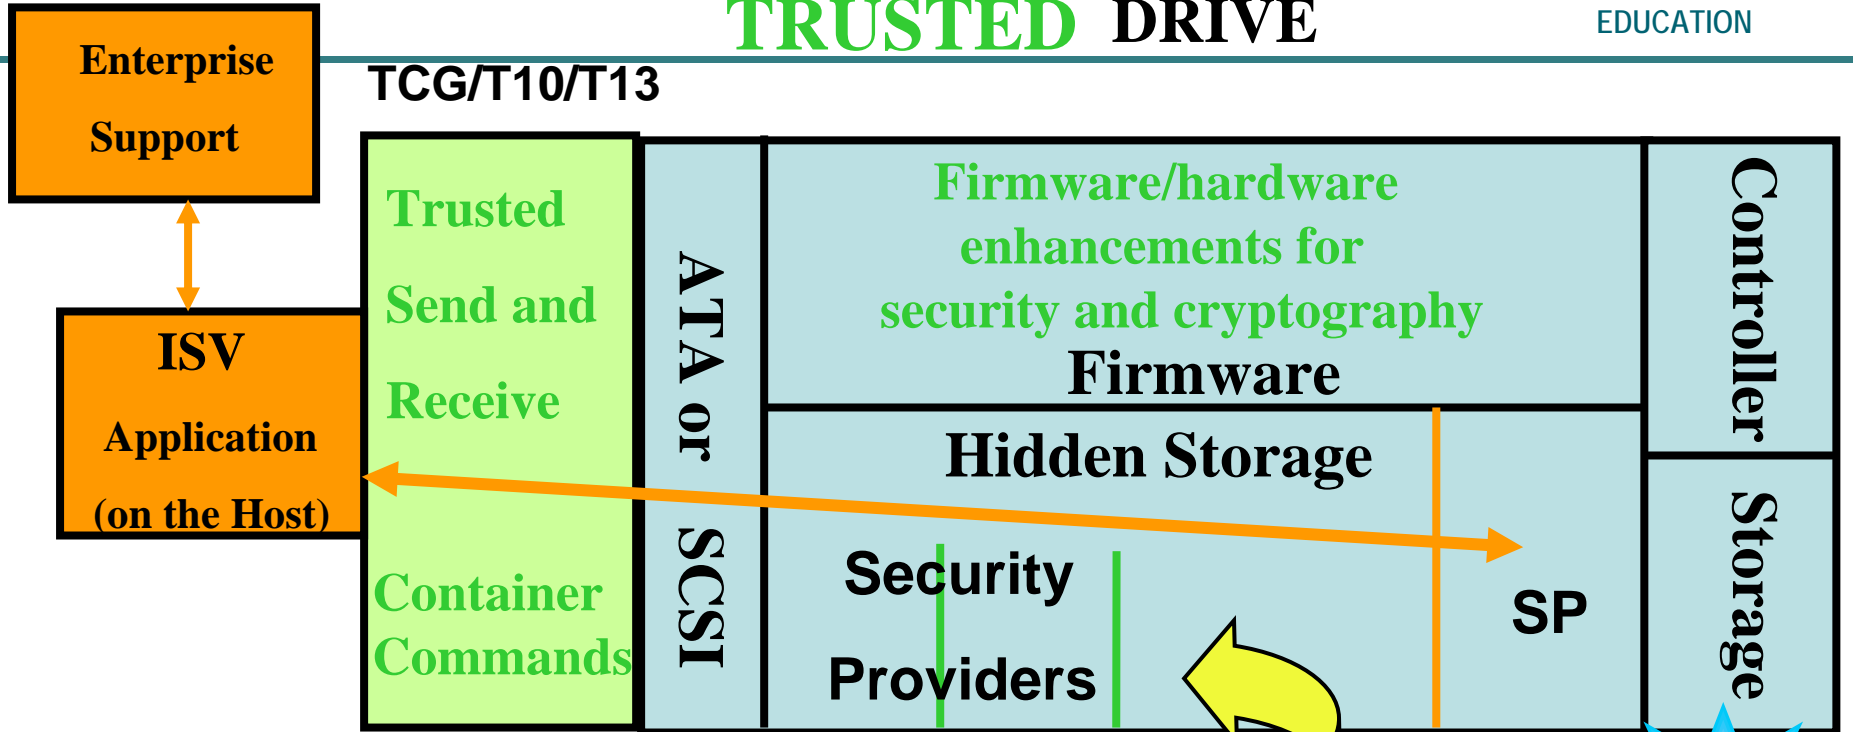 TRUSTED DRIVE
EDUCATION
Enterprise
Support
TCG/T10/T13
ISV
Application
(on the Host)
Trusted
Send and
Receive
Container
Commands
ATA or SCSI
Firmware/hardware
enhancements for
security and cryptography
Firmware
Hidden Storage
Security
Providers
SP
Controller
Storage